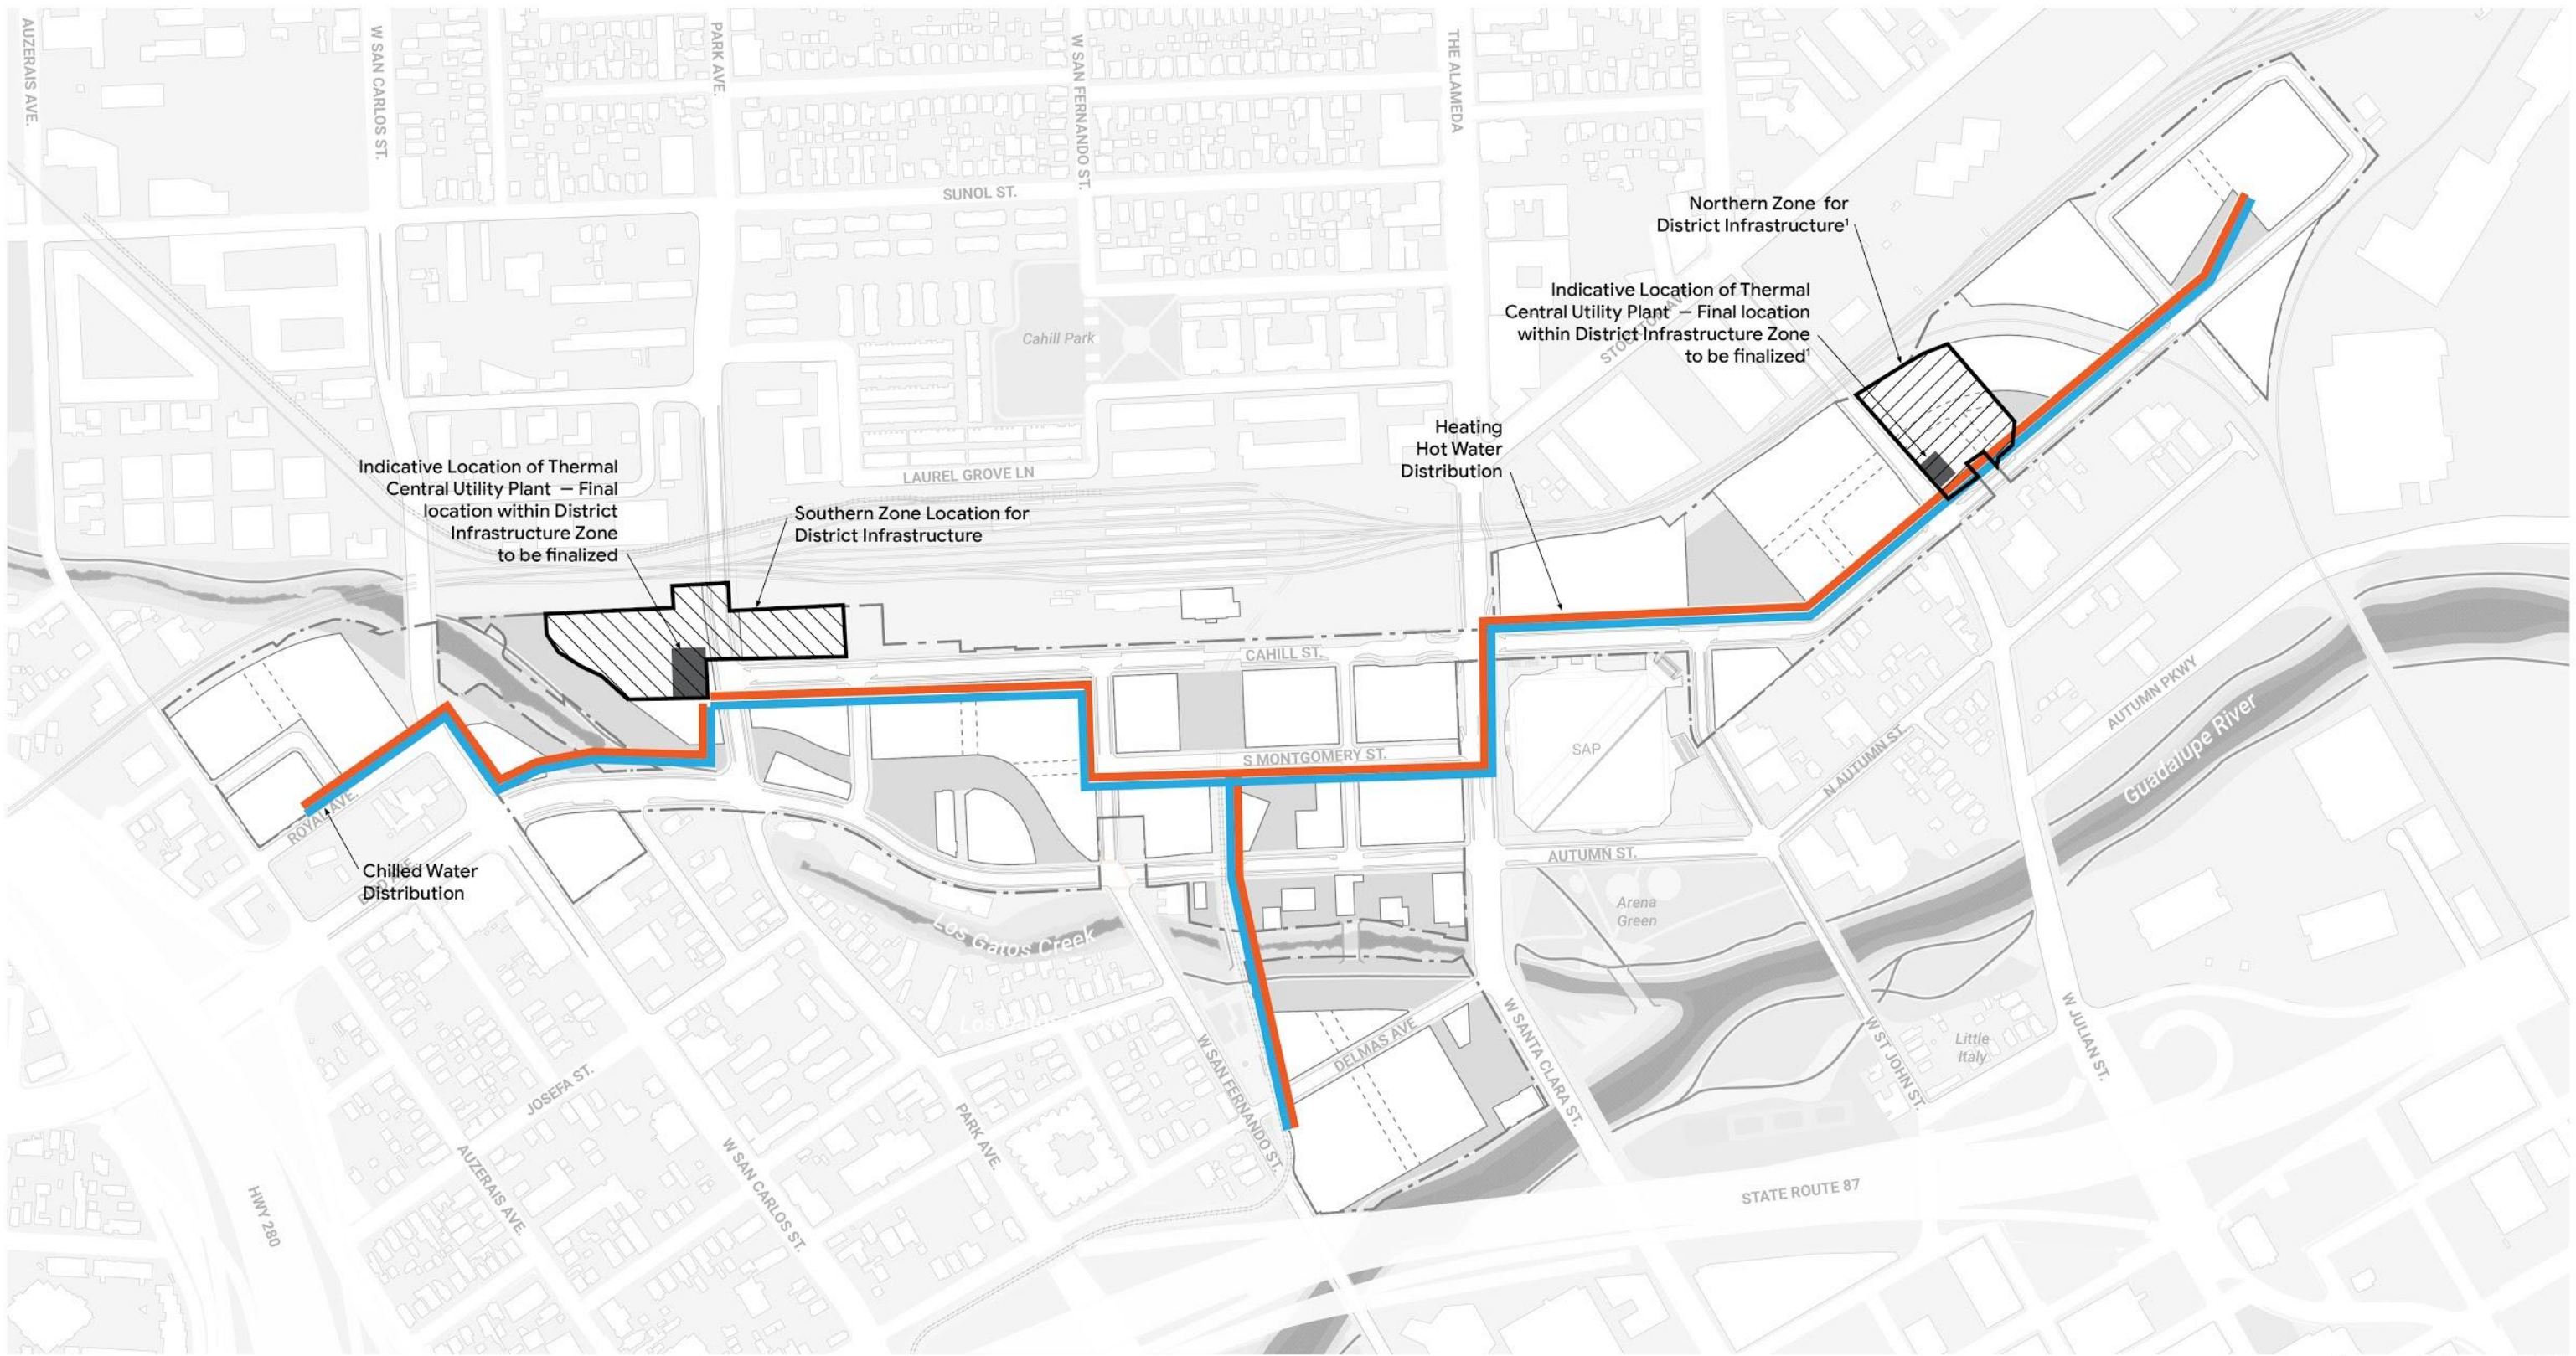 AUZERAIS AVE.
W SAN CARLOS ST.
PARK AVE.
W SAN FERNANDO ST.
THE ALAMEDA
SUNOL ST.
Northern Zone for
District Infrastructure¹
Indicative Location of Thermal
Central Utility Plant — Final location
within District Infrastructure Zone
to be finalized¹
Cahill Park
Heating
Hot Water
Distribution
LAUREL GROVE LN
Indicative Location of Thermal
Central Utility Plant — Final
location within District
Infrastructure Zone
to be finalized
Southern Zone Location for
District Infrastructure
CAHILL ST.
S MONTGOMERY ST.
SAP
AUTUMN PKWY
Guadalupe River
N AUTUMN ST.
ROYAL AVE.
Chilled Water
Distribution
AUTUMN ST.
Arena
Green
Los Gatos Creek
DELMAS AVE
W SANTA CLARA ST.
W ST JOHN ST.
Little
Italy
W JULIAN ST.
JOSEFA ST.
W SAN FERNANDO ST.
PARK AVE.
W SAN CARLOS ST.
AUZERAIS AVE.
HWY 280
STATE ROUTE 87